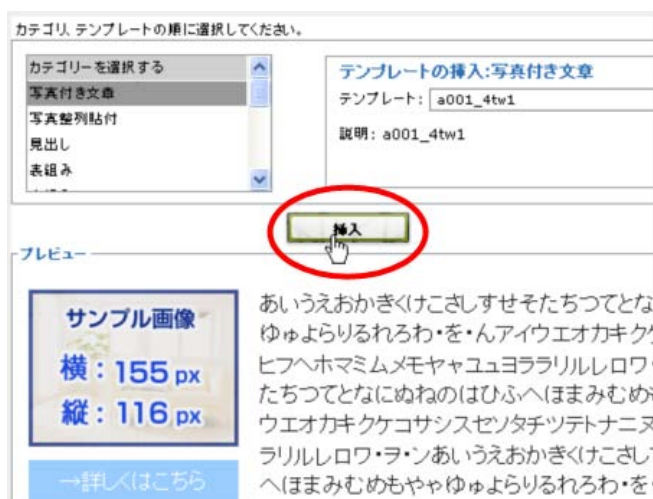 カテゴリ、テンプレートの順に選択してください。
カテゴリーを選択する
写真付き文章
写真整列貼付
見出し
表組み
テンプレートの挿入:写真付き文章
テンプレート: a001_4tw1
説明: a001_4tw1
挿入
プレビュー
サンプル画像
横：155 px
縦：116 px
→詳しくはこちら
あいうえおかきくけこさしすせそたちつてとな
ゆゅよらりるれろわ・を・んアイウエオカキクケ
ヒフヘホマミムメモヤャユュヨララリルレロワ・
たちつてとなにぬねのはひふへほまみむめも
ウエオカキクケコサシスセソタチツテトナニヌ
ラリルレロワ・ヲ・ンあいうえおかきくけこさし
へほまみむめもやゃゆゅよらりるれろわ・を・